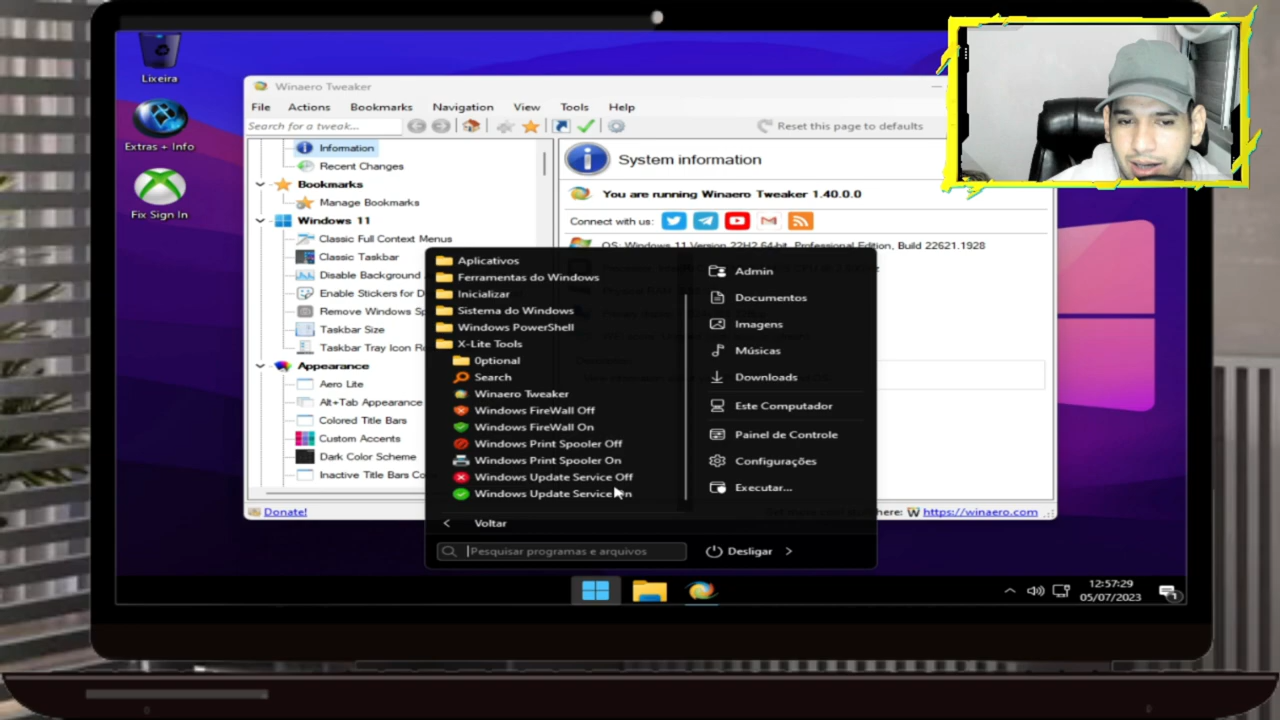 Lixeira
Extras + Info
Fix Sign In
Winaero Tweaker
File Actions Bookmarks Navigation View Tools Help
Search for a tweak...
Reset this page to defaults
Information
Recent Changes
Bookmarks
Manage Bookmarks
Windows 11
Classic Full Context Menus
Classic Taskbar
Disable Background
Enable Stickers for D
Remove Windows Sp
Taskbar Size
Taskbar Tray Icon R
Appearance
Aero Lite
Alt+Tab Appearance
Colored Title Bars
Custom Accents
Dark Color Scheme
Inactive Title Bars Co
Donate!
System information
You are running Winaero Tweaker 1.40.0.0
Connect with us:
OS: Windows 11 Version 22H2 64-bit, Professional Edition, Build 22621.1928
here: https://winaero.com
Aplicativos
Ferramentas do Windows
Inicializar
Sistema do Windows
Windows PowerShell
X-Lite Tools
Optional
Search
Winaero Tweaker
Windows FireWall Off
Windows FireWall On
Windows Print Spooler Off
Windows Print Spooler On
Windows Update Service Off
Windows Update Service On
Voltar
Pesquisar programas e arquivos
Admin
Documentos
Imagens
Músicas
Downloads
Este Computador
Painel de Controle
Configurações
Executar...
Desligar
12:57:29
05/07/2023